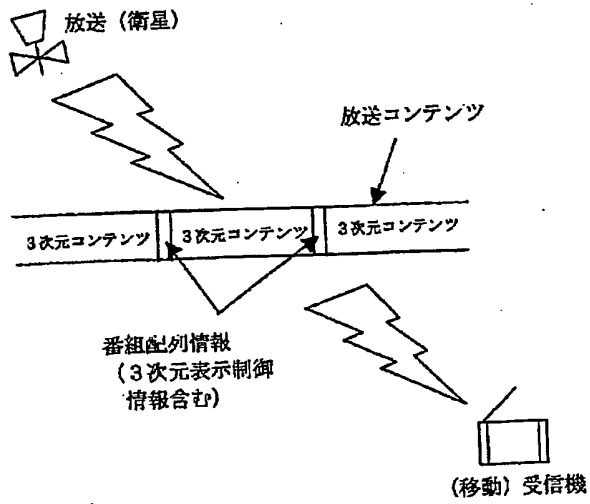 放送（衛星）
放送コンテンツ
３次元コンテンツ
３次元コンテンツ
３次元コンテンツ
番組配列情報
（３次元表示制御
情報含む）
（移動）受信機